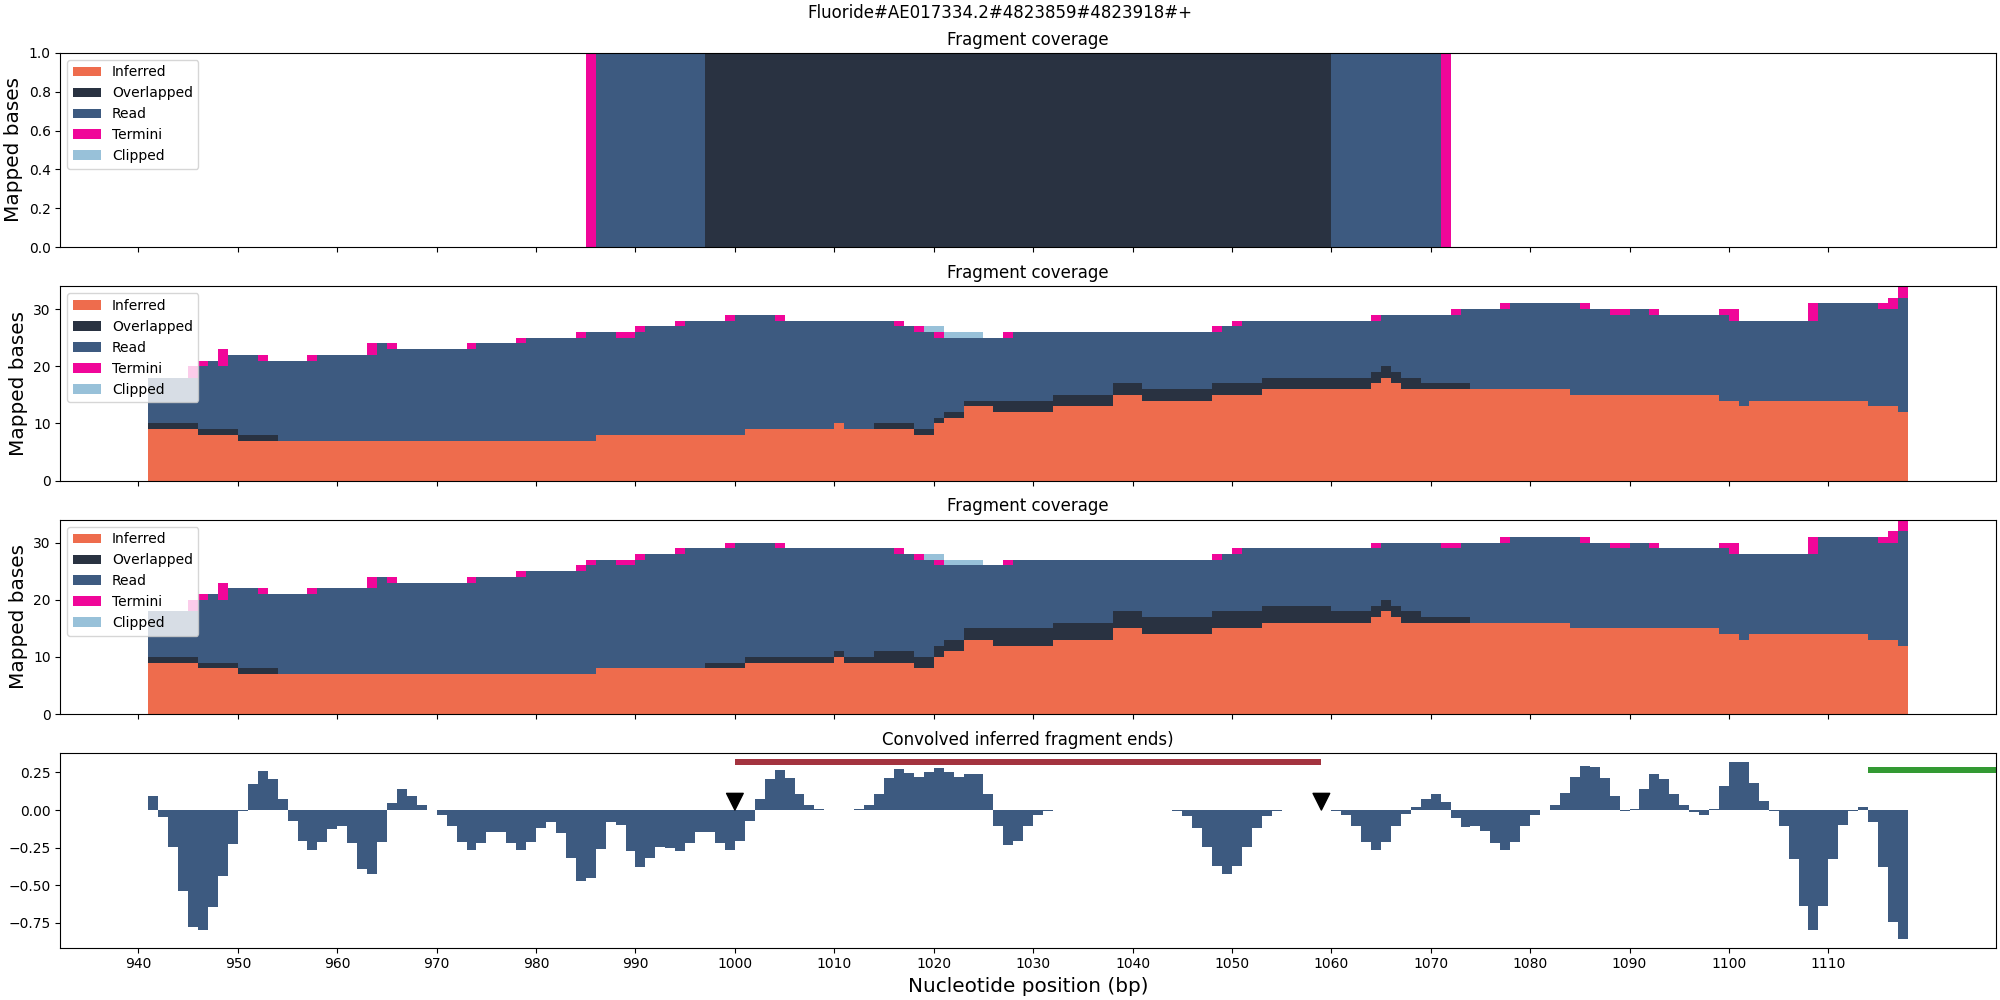 Fluoride#AE017334.2#4823859#4823918#+
Fragment coverage
Mapped bases
1.0
0.8
0.6
0.4
0.2
0.0
Inferred
Overlapped
Read
Termini
Clipped
Fragment coverage
Mapped bases
30
20
10
0
Inferred
Overlapped
Read
Termini
Clipped
Fragment coverage
Mapped bases
30
20
10
0
Inferred
Overlapped
Read
Termini
Clipped
Convolved inferred fragment ends)
0.25
0.00
−0.25
−0.50
−0.75
940 950 960 970 980 990 1000 1010 1020 1030 1040 1050 1060 1070 1080 1090 1100 1110
Nucleotide position (bp)